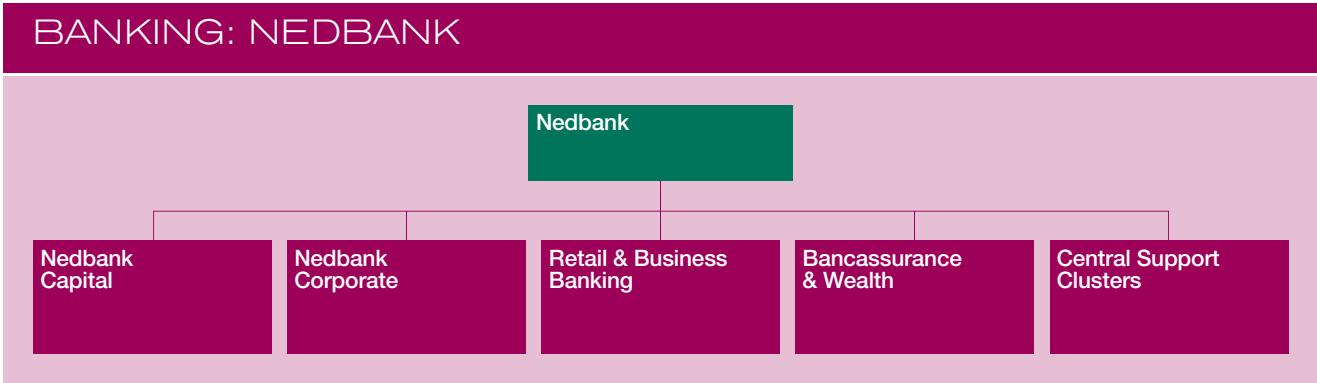 BANKING: NEDBANK
Nedbank
Nedbank
Capital
Nedbank
Corporate
Retail & Business
Banking
Bancassurance
& Wealth
Central Support
Clusters